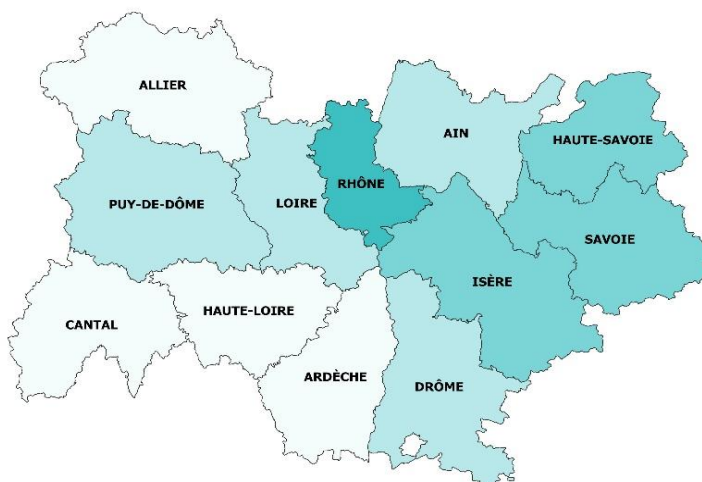 ALLIER
AIN
HAUTE-SAVOIE
RHÔNE
PUY-DE-DÔME
LOIRE
SAVOIE
ISÈRE
HAUTE-LOIRE
CANTAL
ARDÈCHE
DRÔME